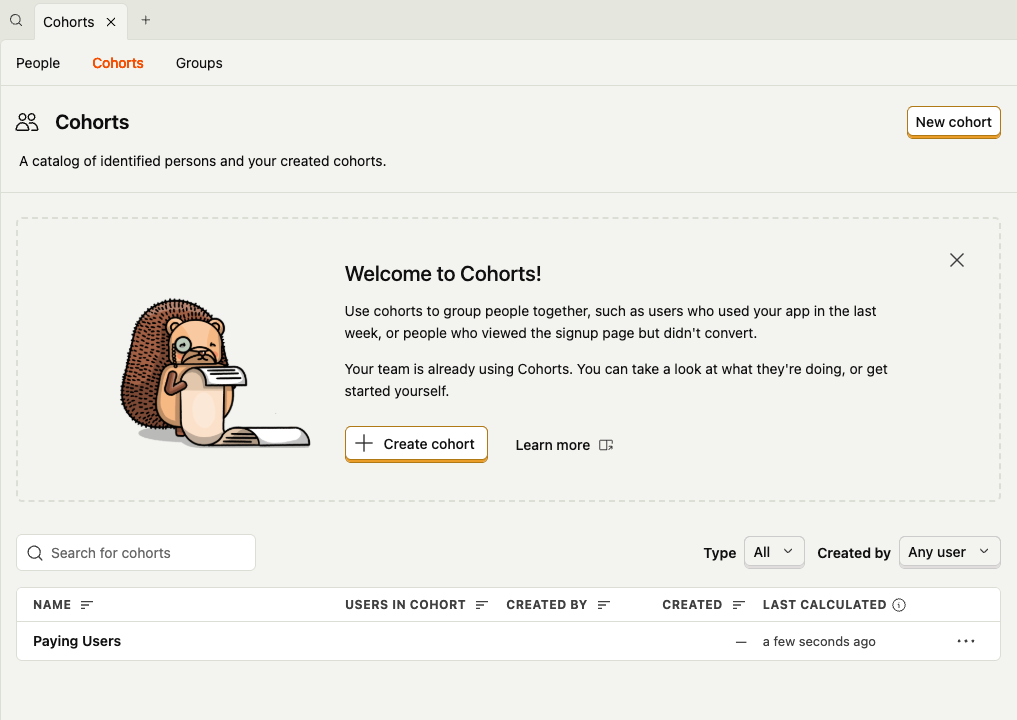 Cohorts
People Cohorts Groups
Cohorts New cohort
A catalog of identified persons and your created cohorts.
Welcome to Cohorts!
Use cohorts to group people together, such as users who used your app in the last
week, or people who viewed the signup page but didn't convert.
Your team is already using Cohorts. You can take a look at what they're doing, or get
started yourself.
Create cohort Learn more
Search for cohorts Type All Created by Any user
NAME USERS IN COHORT CREATED BY CREATED LAST CALCULATED
Paying Users — a few seconds ago